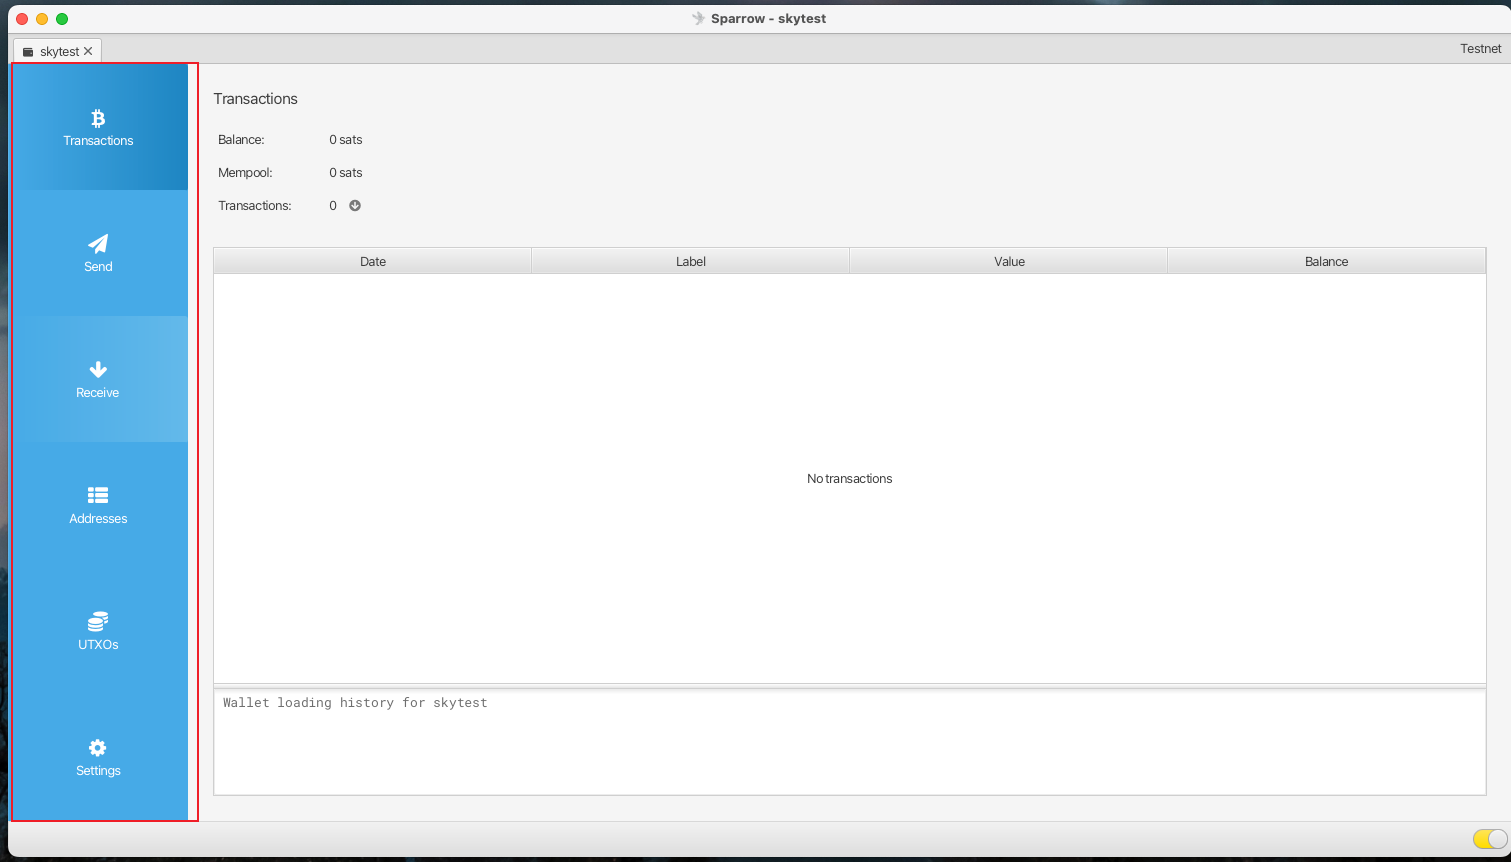 Sparrow - skytest
skytest
Testnet
Transactions
Send
Receive
Addresses
UTXOs
Settings
Transactions
Balance: 0 sats
Mempool: 0 sats
Transactions: 0
Date Label Value Balance
No transactions
Wallet loading history for skytest